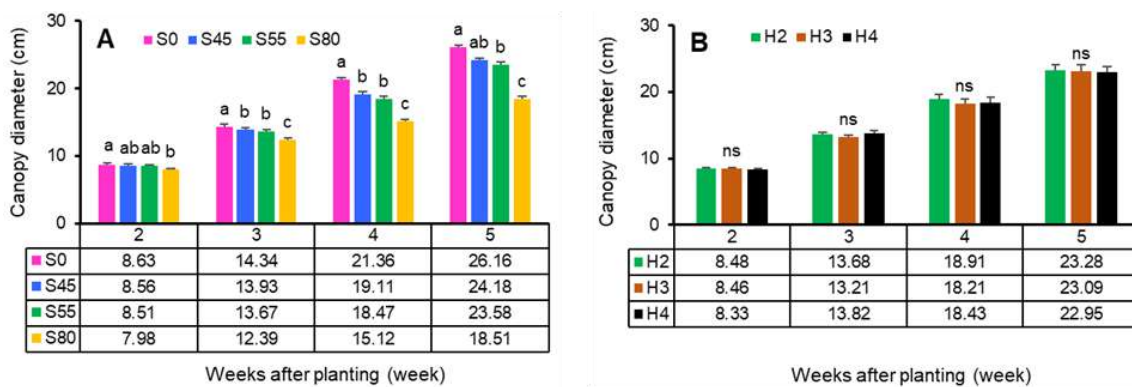 A
S0 S45 S55 S80
Canopy diameter (cm)
30
20
10
0
a ab ab b
a b b c
a b b c
a ab b c
2 3 4 5
S0 8.63 14.34 21.36 26.16
S45 8.56 13.93 19.11 24.18
S55 8.51 13.67 18.47 23.58
S80 7.98 12.39 15.12 18.51
Weeks after planting (week)
B
H2 H3 H4
Canopy diameter (cm)
30
20
10
0
ns ns ns ns
2 3 4 5
H2 8.48 13.68 18.91 23.28
H3 8.46 13.21 18.21 23.09
H4 8.33 13.82 18.43 22.95
Weeks after planting (week)